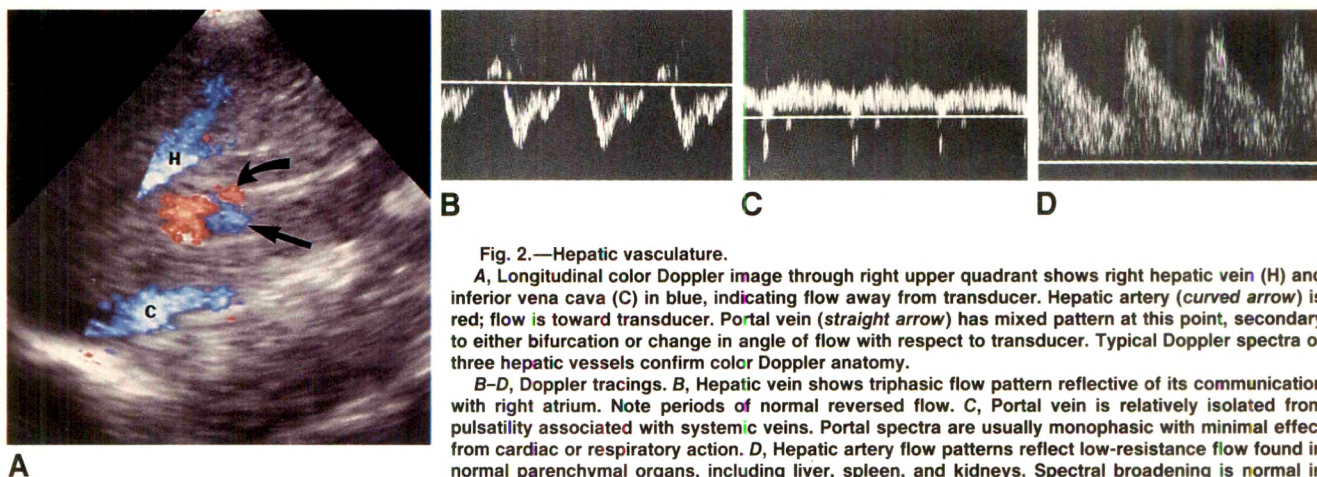 H
C
A
B
C
D
Fig. 2.—Hepatic vasculature.
A, Longitudinal color Doppler image through right upper quadrant shows right hepatic vein (H) and
inferior vena cava (C) in blue, indicating flow away from transducer. Hepatic artery (curved arrow) is
red; flow is toward transducer. Portal vein (straight arrow) has mixed pattern at this point, secondary
to either bifurcation or change in angle of flow with respect to transducer. Typical Doppler spectra o
three hepatic vessels confirm color Doppler anatomy.
B–D, Doppler tracings. B, Hepatic vein shows triphasic flow pattern reflective of its communication
with right atrium. Note periods of normal reversed flow. C, Portal vein is relatively isolated from
pulsatility associated with systemic veins. Portal spectra are usually monophasic with minimal effec
from cardiac or respiratory action. D, Hepatic artery flow patterns reflect low-resistance flow found in
normal parenchymal organs, including liver, spleen, and kidneys. Spectral broadening is normal in